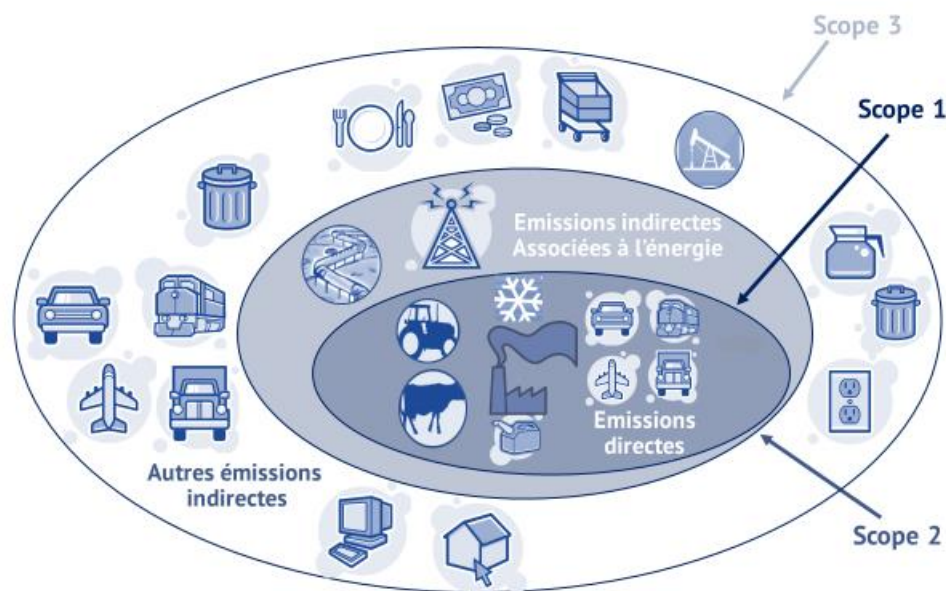 Scope 3
Scope 1
Emissions indirectes
Associées à l'énergie
Emissions
directes
Autres émissions
indirectes
Scope 2